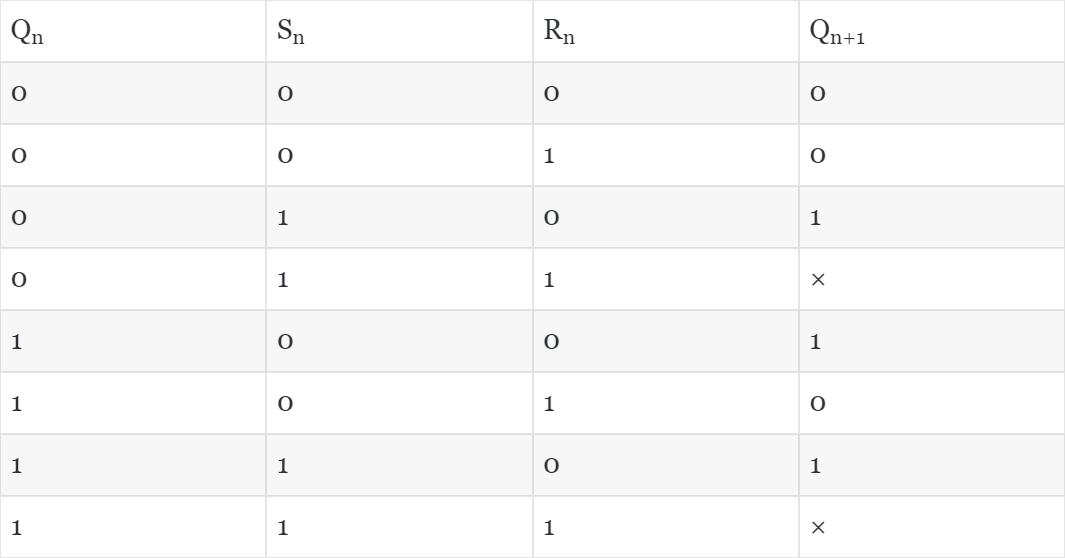 Qₙ Sₙ Rₙ Qₙ₊₁
0 0 0 0
0 0 1 0
0 1 0 1
0 1 1 ×
1 0 0 1
1 0 1 0
1 1 0 1
1 1 1 ×